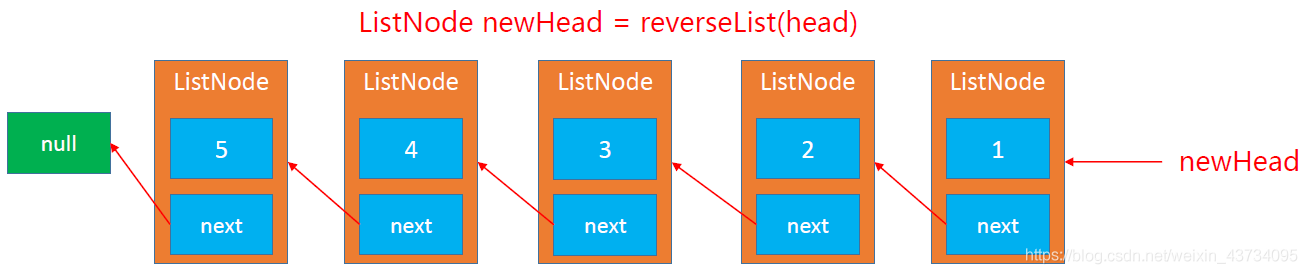 ListNode newHead = reverseList(head)
ListNode ListNode ListNode ListNode ListNode
null 5 4 3 2 1 newHead
next next next next next
https://blog.csdn.net/weixin_43734095